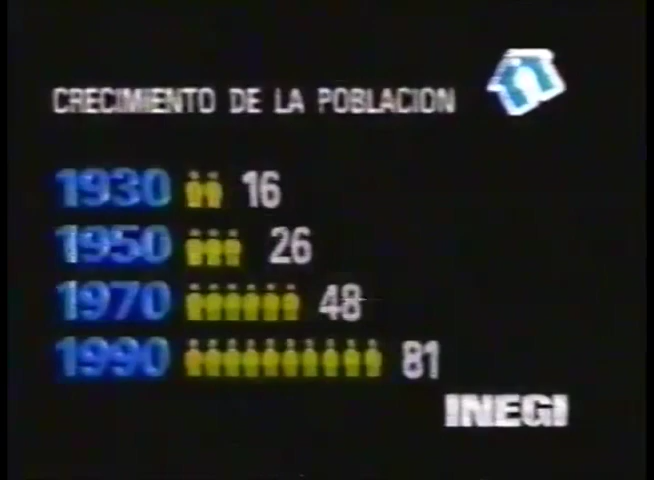 CRECIMIENTO DE LA POBLACION
1930 16
1950 26
1970 48
1990 81
INEGI